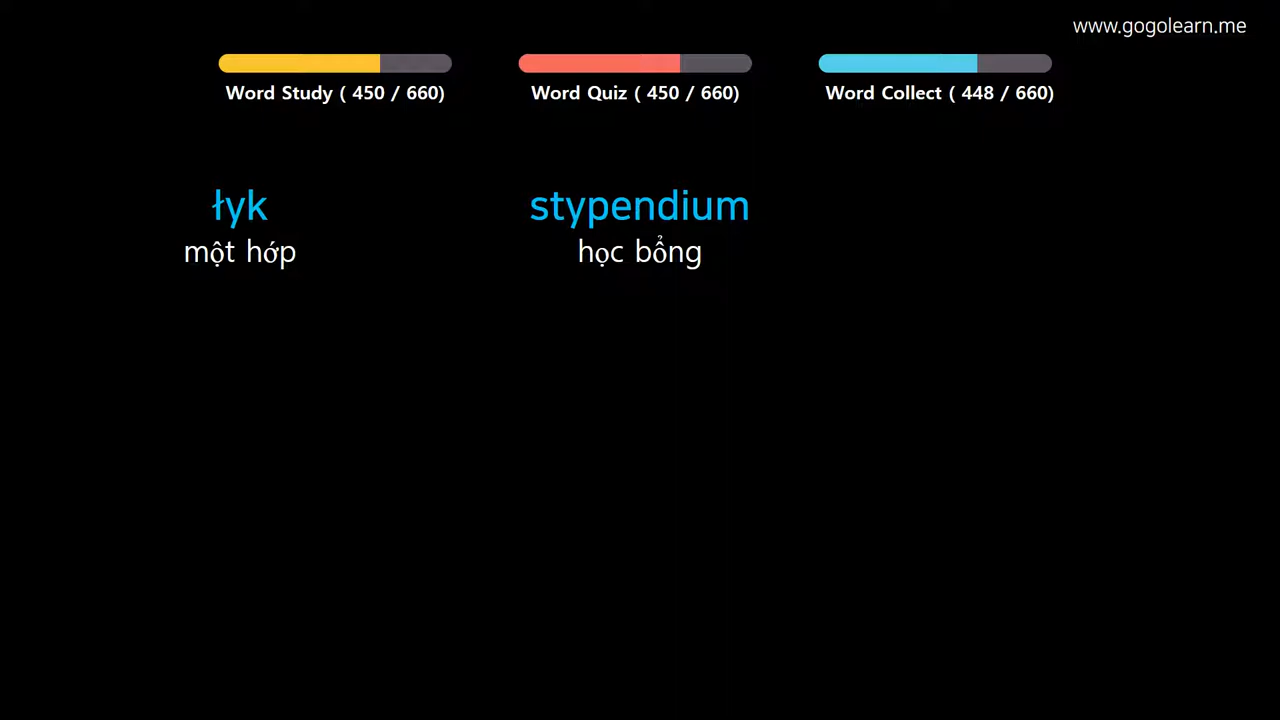 www.gogolearn.me
Word Study ( 450 / 660)
Word Quiz ( 450 / 660)
Word Collect ( 448 / 660)
łyk
một hớp
stypendium
học bổng